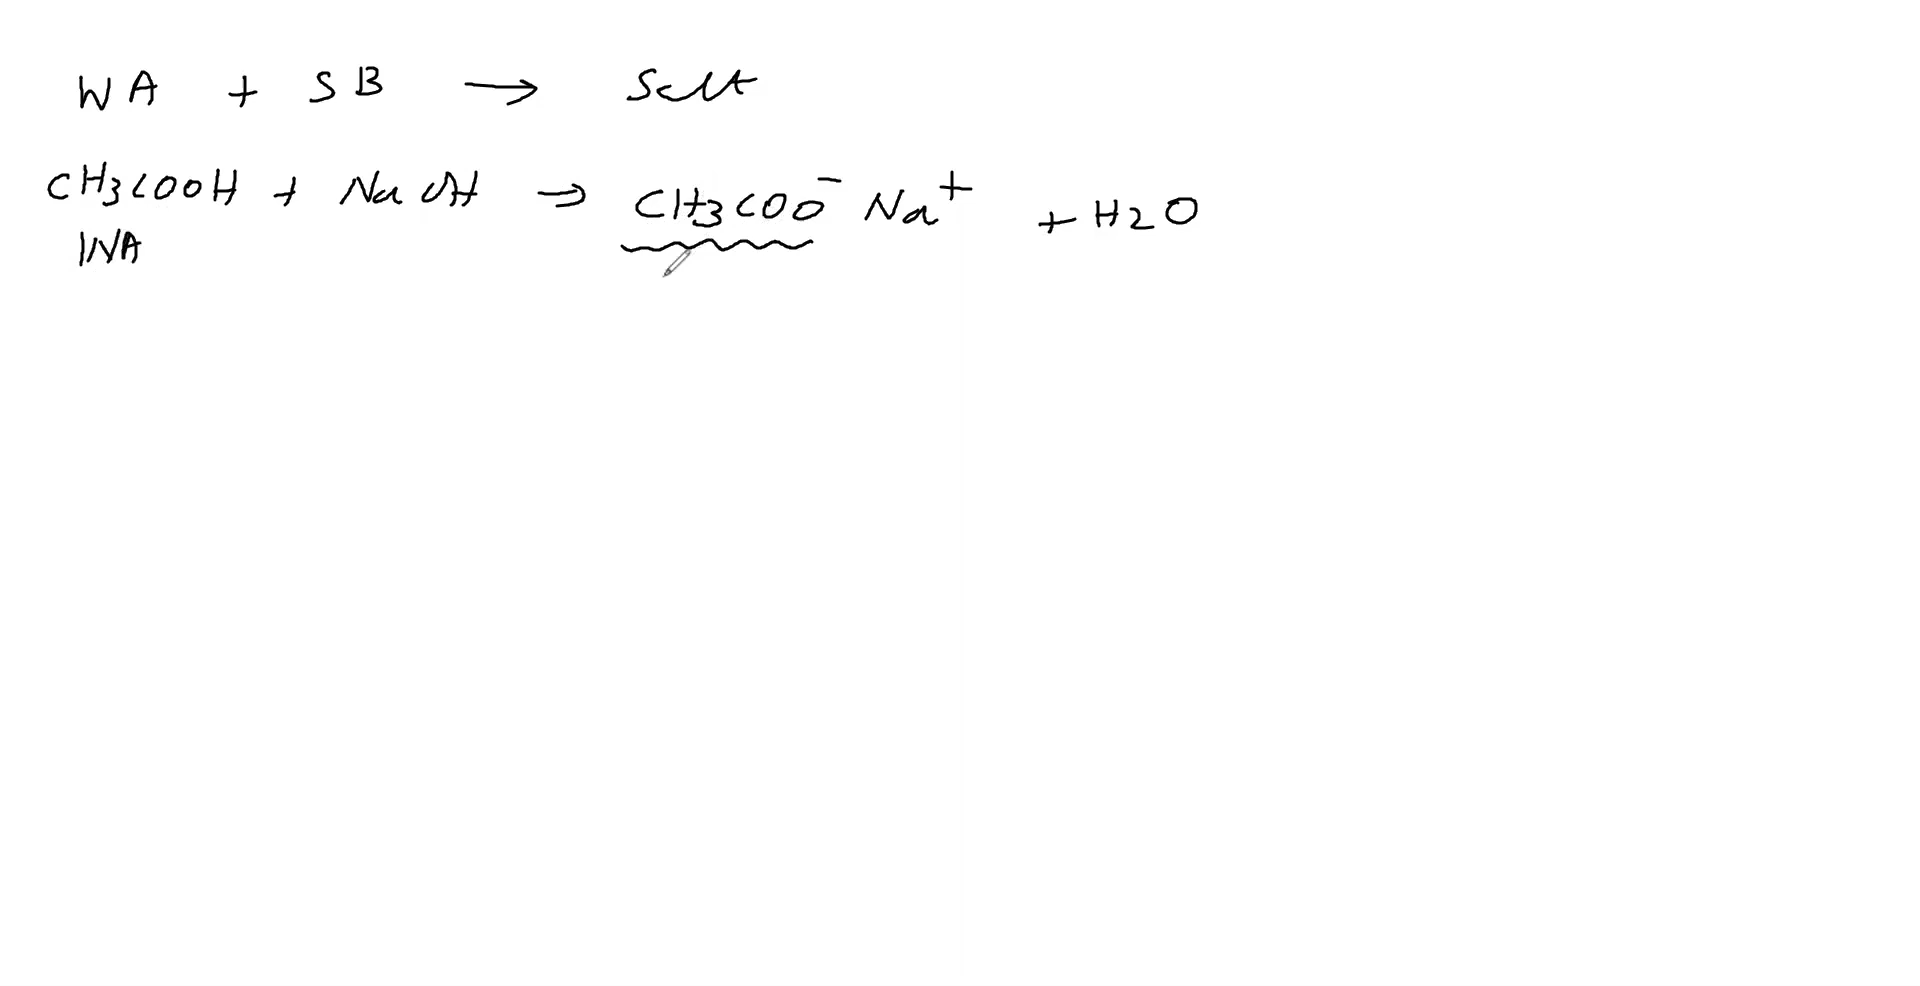 WA + SB → Salt
CH3COOH + NaOH → CH3COO⁻ Na⁺ + H2O
WA